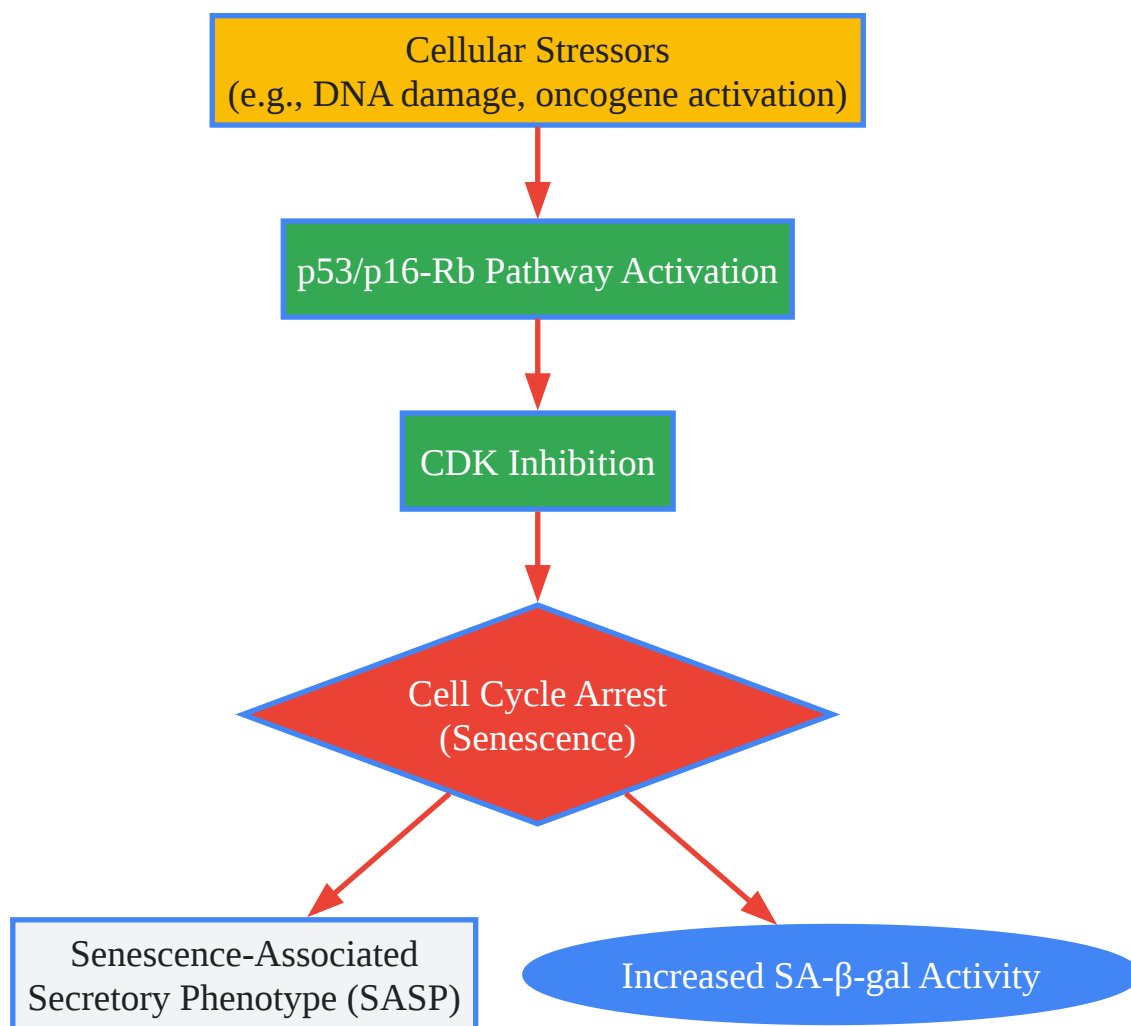 Cellular Stressors
(e.g., DNA damage, oncogene activation)
p53/p16-Rb Pathway Activation
CDK Inhibition
Cell Cycle Arrest
(Senescence)
Senescence-Associated
Secretory Phenotype (SASP)
Increased SA-β-gal Activity